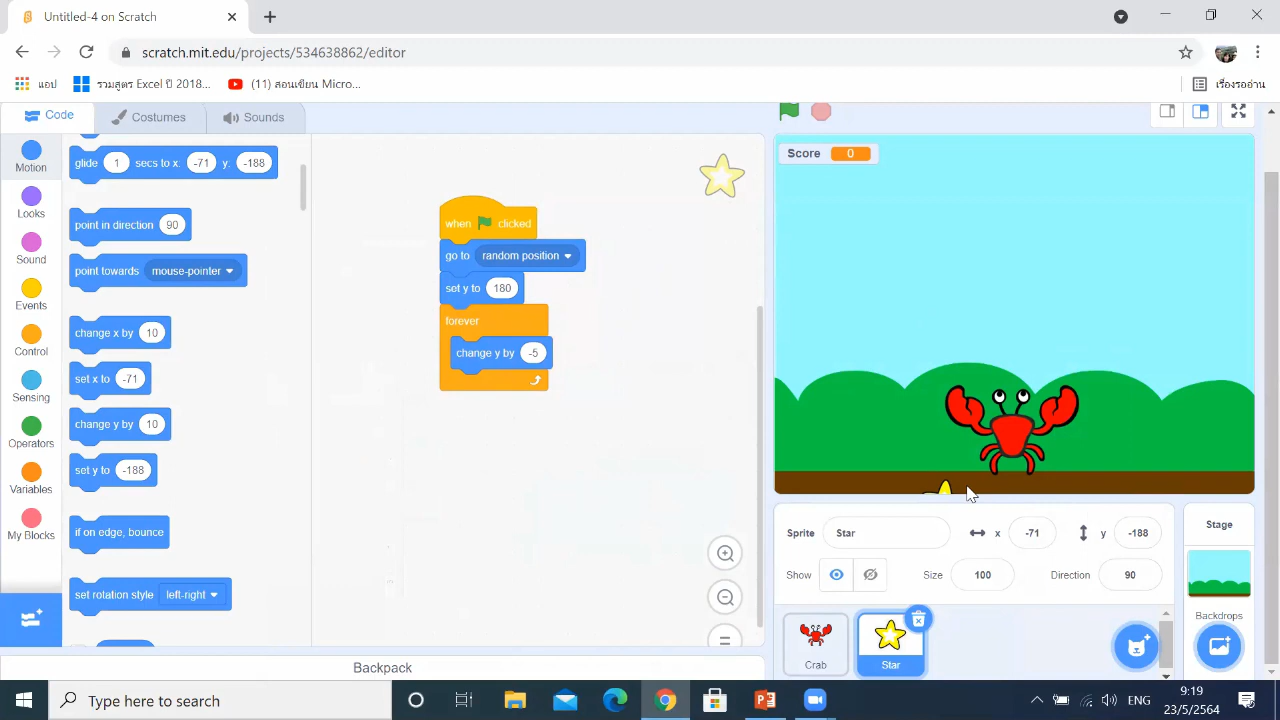 Untitled-4 on Scratch
scratch.mit.edu/projects/534638862/editor
แอป
รวมสูตร Excel ปี 2018...
(11) สอนเขียน Micro...
เรื่องรออ่าน
Code
Costumes
Sounds
Motion
Looks
Sound
Events
Control
Sensing
Operators
Variables
My Blocks
glide 1 secs to x: -71 y: -188
point in direction 90
point towards mouse-pointer
change x by 10
set x to -71
change y by 10
set y to -188
if on edge, bounce
set rotation style left-right
when clicked
go to random position
set y to 180
forever
change y by -5
Score 0
Sprite Star x -71 y -188
Show Size 100 Direction 90
Crab
Star
Stage
Backdrops
Backpack
Type here to search
ENG
9:19
23/5/2564